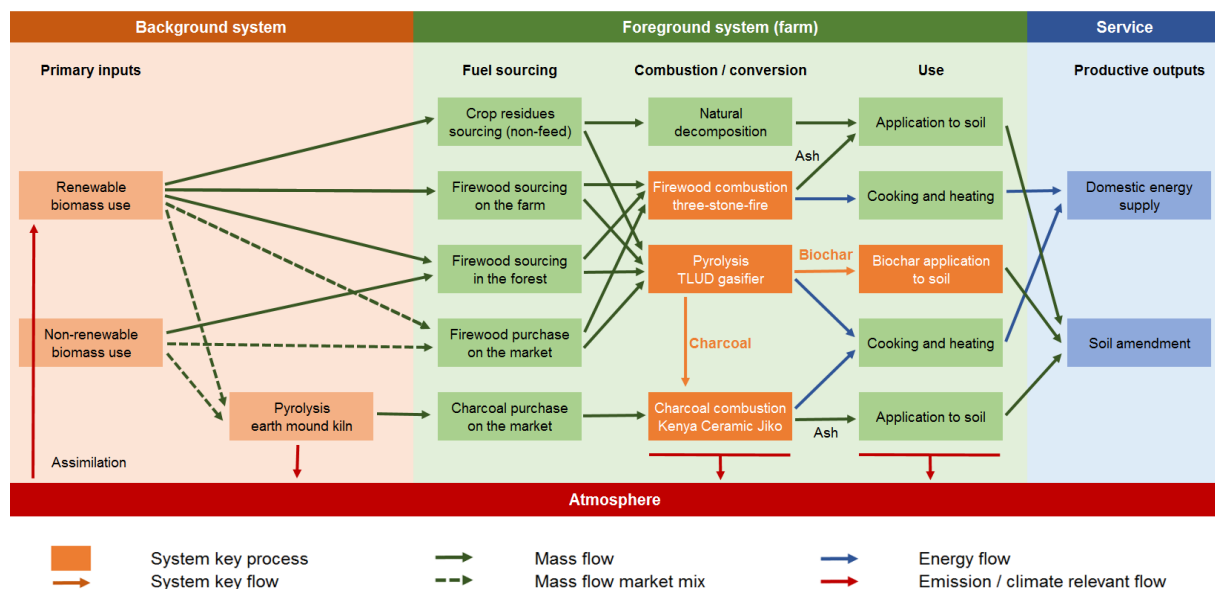 Background system
Foreground system (farm)
Service
Primary inputs
Fuel sourcing
Combustion / conversion
Use
Productive outputs
Crop residues
sourcing (non-feed)
Natural
decomposition
Application to soil
Ash
Renewable
biomass use
Firewood sourcing
on the farm
Firewood combustion
three-stone-fire
Cooking and heating
Domestic energy
supply
Firewood sourcing
in the forest
Pyrolysis
TLUD gasifier
Biochar
Biochar application
to soil
Non-renewable
biomass use
Firewood purchase
on the market
Charcoal
Cooking and heating
Soil amendment
Pyrolysis
earth mound kiln
Charcoal purchase
on the market
Charcoal combustion
Kenya Ceramic Jiko
Ash
Application to soil
Assimilation
Atmosphere
System key process
System key flow
Mass flow
Mass flow market mix
Energy flow
Emission / climate relevant flow